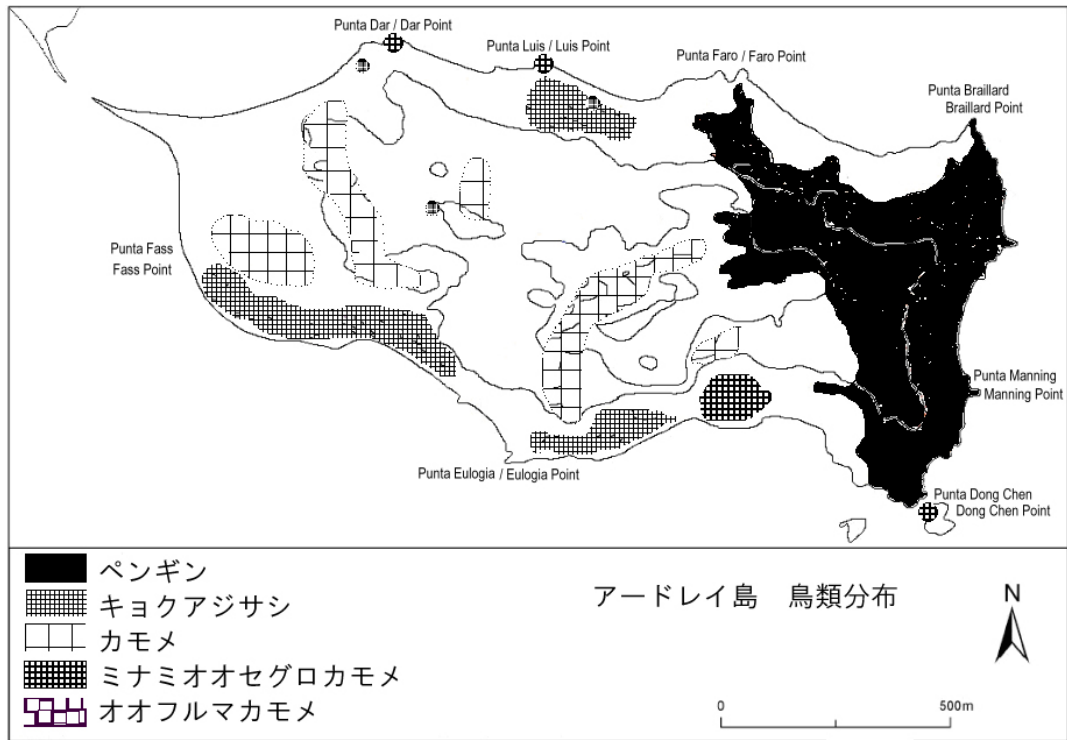 Punta Dar / Dar Point
Punta Luis / Luis Point
Punta Faro / Faro Point
Punta Braillard
Braillard Point
Punta Fass
Fass Point
Punta Manning
Manning Point
Punta Eulogia / Eulogia Point
Punta Dong Chen
Dong Chen Point
ペンギン
キョクアジサシ
カモメ
ミナミオオセグロカモメ
オオフルマカモメ
アードレイ島 鳥類分布
N
0 500m